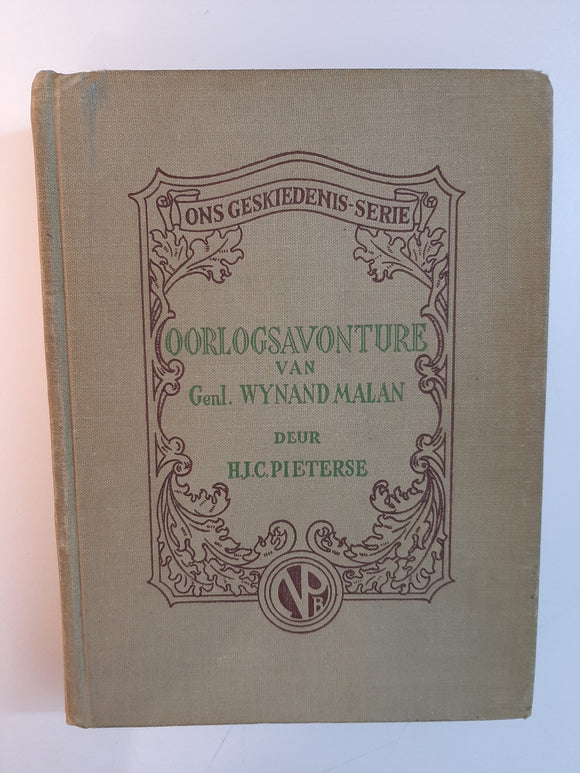 ONS GESKIEDENIS-SERIE
OORLOGSAVONTURE
VAN
Genl. WYNAND MALAN
DEUR
H.J.C. PIETERSE
NPB